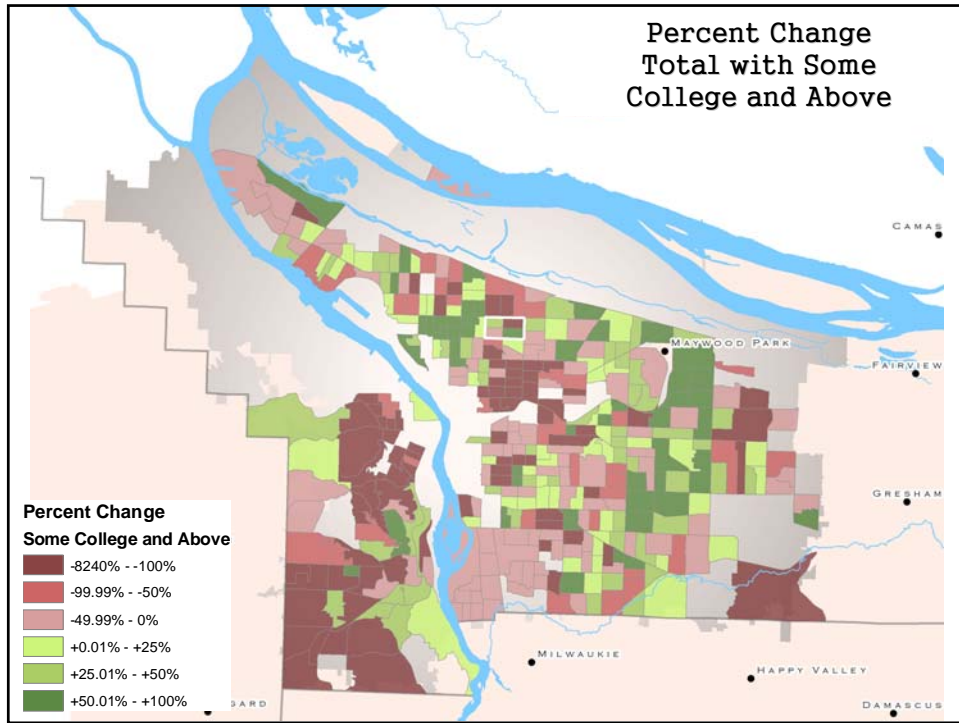 Percent Change
Total with Some
College and Above
CAMAS
MAYWOOD PARK
FAIRVIEW
GRESHAM
Percent Change
Some College and Above
-8240% - -100%
-99.99% - -50%
-49.99% - 0%
+0.01% - +25%
+25.01% - +50%
+50.01% - +100%
MILWAUKIE
HAPPY VALLEY
GARD
DAMASCUS